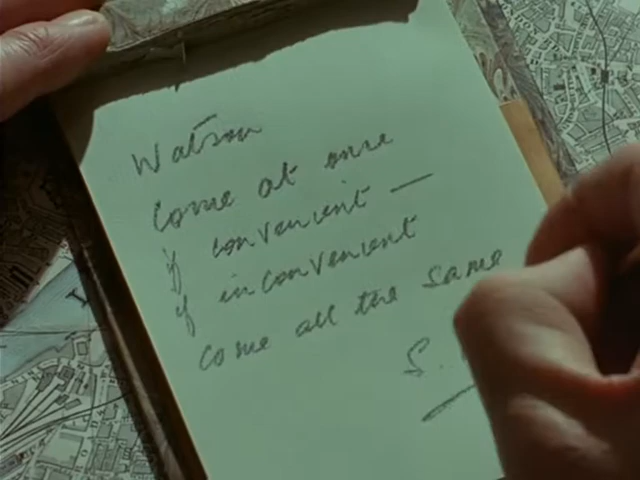 Watson
Come at once
if convenient —
if inconvenient
come all the same
S.